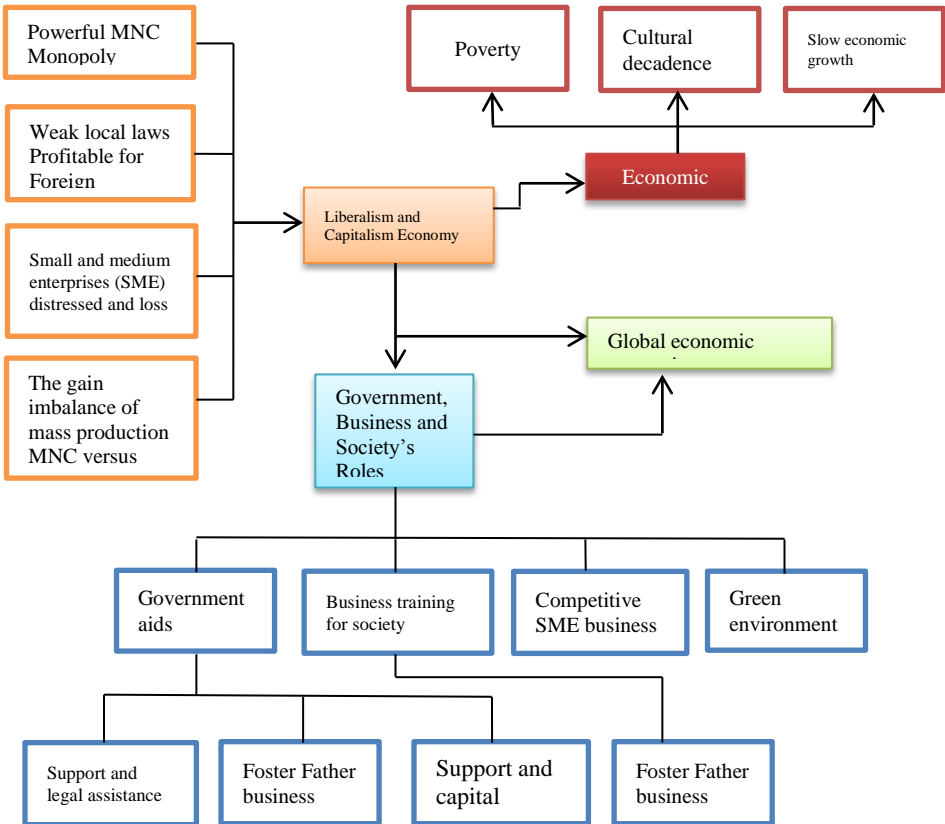 Powerful MNC
Monopoly
Weak local laws
Profitable for
Foreign
Small and medium
enterprises (SME)
distressed and loss
The gain
imbalance of
mass production
MNC versus
Poverty
Cultural
decadence
Slow economic
growth
Economic
Liberalism and
Capitalism Economy
Global economic
Government,
Business and
Society's
Roles
Government
aids
Business training
for society
Competitive
SME business
Green
environment
Support and
legal assistance
Foster Father
business
Support and
capital
Foster Father
business